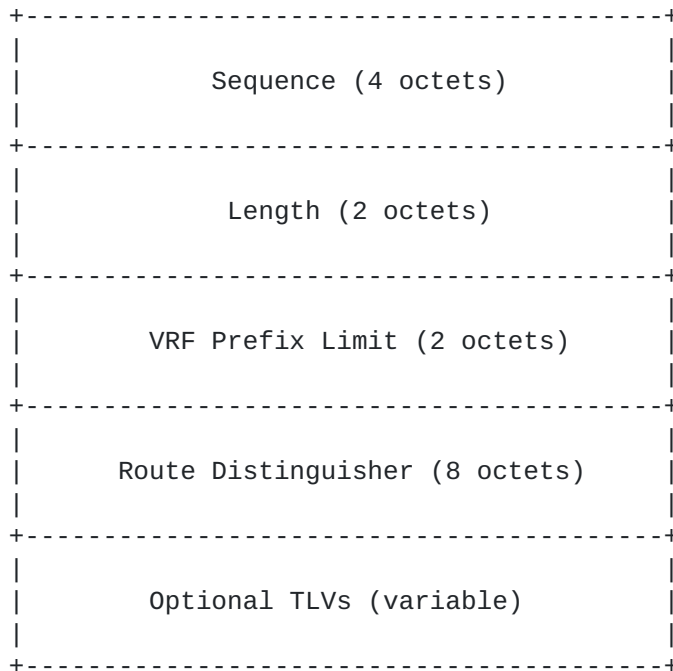 Sequence (4 octets)
Length (2 octets)
VRF Prefix Limit (2 octets)
Route Distinguisher (8 octets)
Optional TLVs (variable)